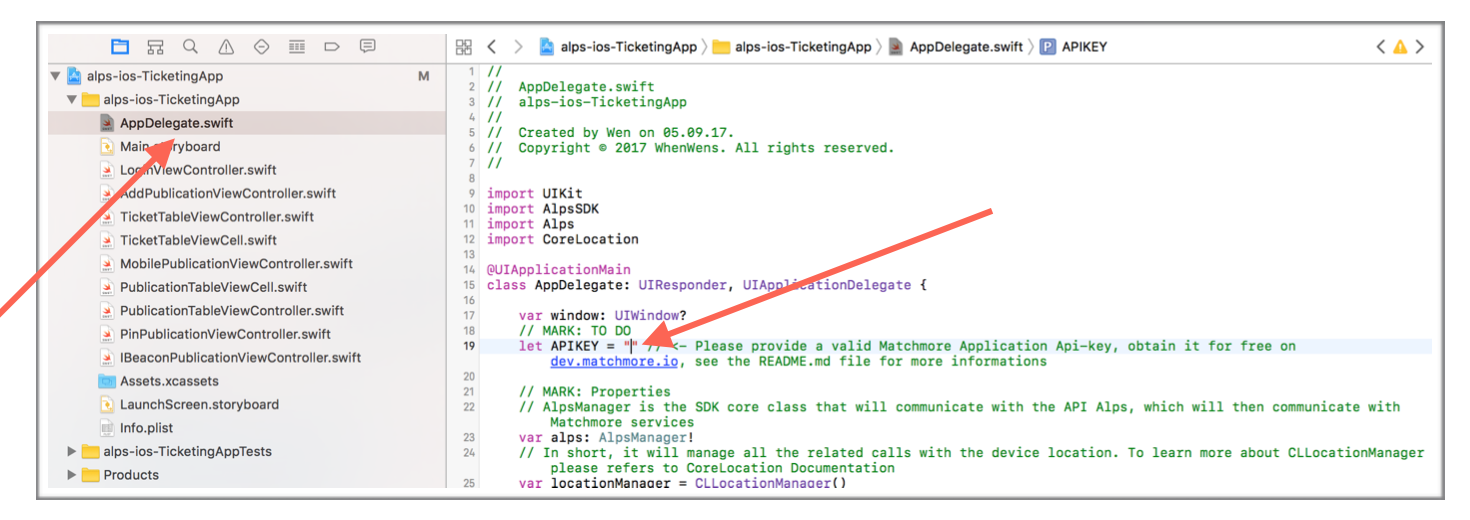 alps-ios-TicketingApp 〉 alps-ios-TicketingApp 〉 AppDelegate.swift 〉 P APIKEY
alps-ios-TicketingApp M
alps-ios-TicketingApp
AppDelegate.swift
Main.storyboard
LoginViewController.swift
AddPublicationViewController.swift
TicketTableViewController.swift
TicketTableViewCell.swift
MobilePublicationViewController.swift
PublicationTableViewCell.swift
PublicationTableViewController.swift
PinPublicationViewController.swift
IBeaconPublicationViewController.swift
Assets.xcassets
LaunchScreen.storyboard
Info.plist
alps-ios-TicketingAppTests
Products
1 //
2 //  AppDelegate.swift
3 //  alps-ios-TicketingApp
4 //
5 //  Created by Wen on 05.09.17.
6 //  Copyright © 2017 WhenWens. All rights reserved.
7 //
8
9 import UIKit
10 import AlpsSDK
11 import Alps
12 import CoreLocation
13
14 @UIApplicationMain
15 class AppDelegate: UIResponder, UIApplicationDelegate {
16
17     var window: UIWindow?
18     // MARK: TO DO
19     let APIKEY = "" // <- Please provide a valid Matchmore Application Api-key, obtain it for free on
dev.matchmore.io, see the README.md file for more informations
20
21     // MARK: Properties
22     // AlpsManager is the SDK core class that will communicate with the API Alps, which will then communicate with
Matchmore services
23     var alps: AlpsManager!
24     // In short, it will manage all the related calls with the device location. To learn more about CLLocationManager
please refers to CoreLocation Documentation
25     var locationManager = CLLocationManager()